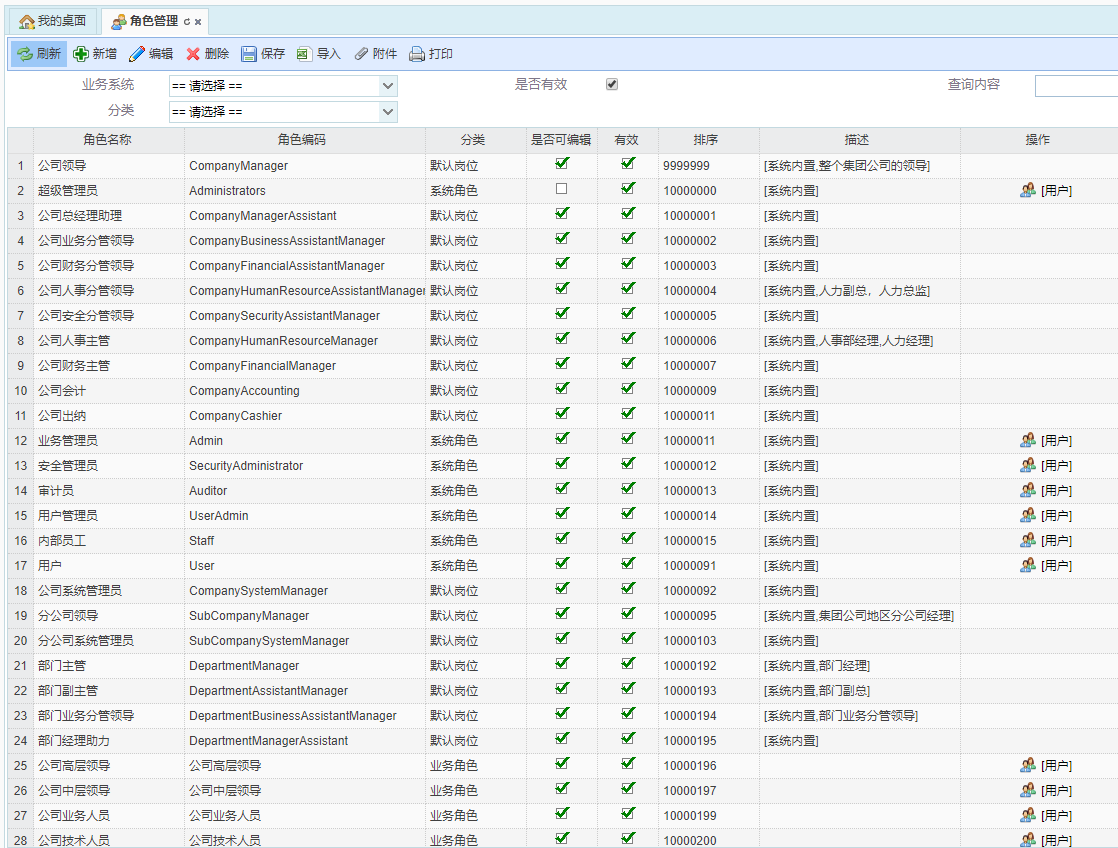 我的桌面 角色管理
刷新 新增 编辑 删除 保存 导入 附件 打印
业务系统 == 请选择 == 是否有效 查询内容
分类 == 请选择 ==
角色名称 角色编码 分类 是否可编辑 有效 排序 描述 操作
1 公司领导 CompanyManager 默认岗位 9999999 [系统内置,整个集团公司的领导]
2 超级管理员 Administrators 系统角色 10000000 [系统内置] [用户]
3 公司总经理助理 CompanyManagerAssistant 默认岗位 10000001 [系统内置]
4 公司业务分管领导 CompanyBusinessAssistantManager 默认岗位 10000002 [系统内置]
5 公司财务分管领导 CompanyFinancialAssistantManager 默认岗位 10000003 [系统内置]
6 公司人事分管领导 CompanyHumanResourceAssistantManager 默认岗位 10000004 [系统内置,人力副总，人力总监]
7 公司安全分管领导 CompanySecurityAssistantManager 默认岗位 10000005 [系统内置]
8 公司人事主管 CompanyHumanResourceManager 默认岗位 10000006 [系统内置,人事部经理,人力经理]
9 公司财务主管 CompanyFinancialManager 默认岗位 10000007 [系统内置]
10 公司会计 CompanyAccounting 默认岗位 10000009 [系统内置]
11 公司出纳 CompanyCashier 默认岗位 10000011 [系统内置]
12 业务管理员 Admin 系统角色 10000011 [系统内置] [用户]
13 安全管理员 SecurityAdministrator 系统角色 10000012 [系统内置] [用户]
14 审计员 Auditor 系统角色 10000013 [系统内置] [用户]
15 用户管理员 UserAdmin 系统角色 10000014 [系统内置] [用户]
16 内部员工 Staff 系统角色 10000015 [系统内置] [用户]
17 用户 User 系统角色 10000091 [系统内置] [用户]
18 公司系统管理员 CompanySystemManager 默认岗位 10000092 [系统内置]
19 分公司领导 SubCompanyManager 默认岗位 10000095 [系统内置,集团公司地区分公司经理]
20 分公司系统管理员 SubCompanySystemManager 默认岗位 10000103 [系统内置]
21 部门主管 DepartmentManager 默认岗位 10000192 [系统内置,部门经理]
22 部门副主管 DepartmentAssistantManager 默认岗位 10000193 [系统内置,部门副总]
23 部门业务分管领导 DepartmentBusinessAssistantManager 默认岗位 10000194 [系统内置,部门业务分管领导]
24 部门经理助力 DepartmentManagerAssistant 默认岗位 10000195 [系统内置]
25 公司高层领导 公司高层领导 业务角色 10000196 [用户]
26 公司中层领导 公司中层领导 业务角色 10000197 [用户]
27 公司业务人员 公司业务人员 业务角色 10000199 [用户]
28 公司技术人员 公司技术人员 业务角色 10000200 [用户]